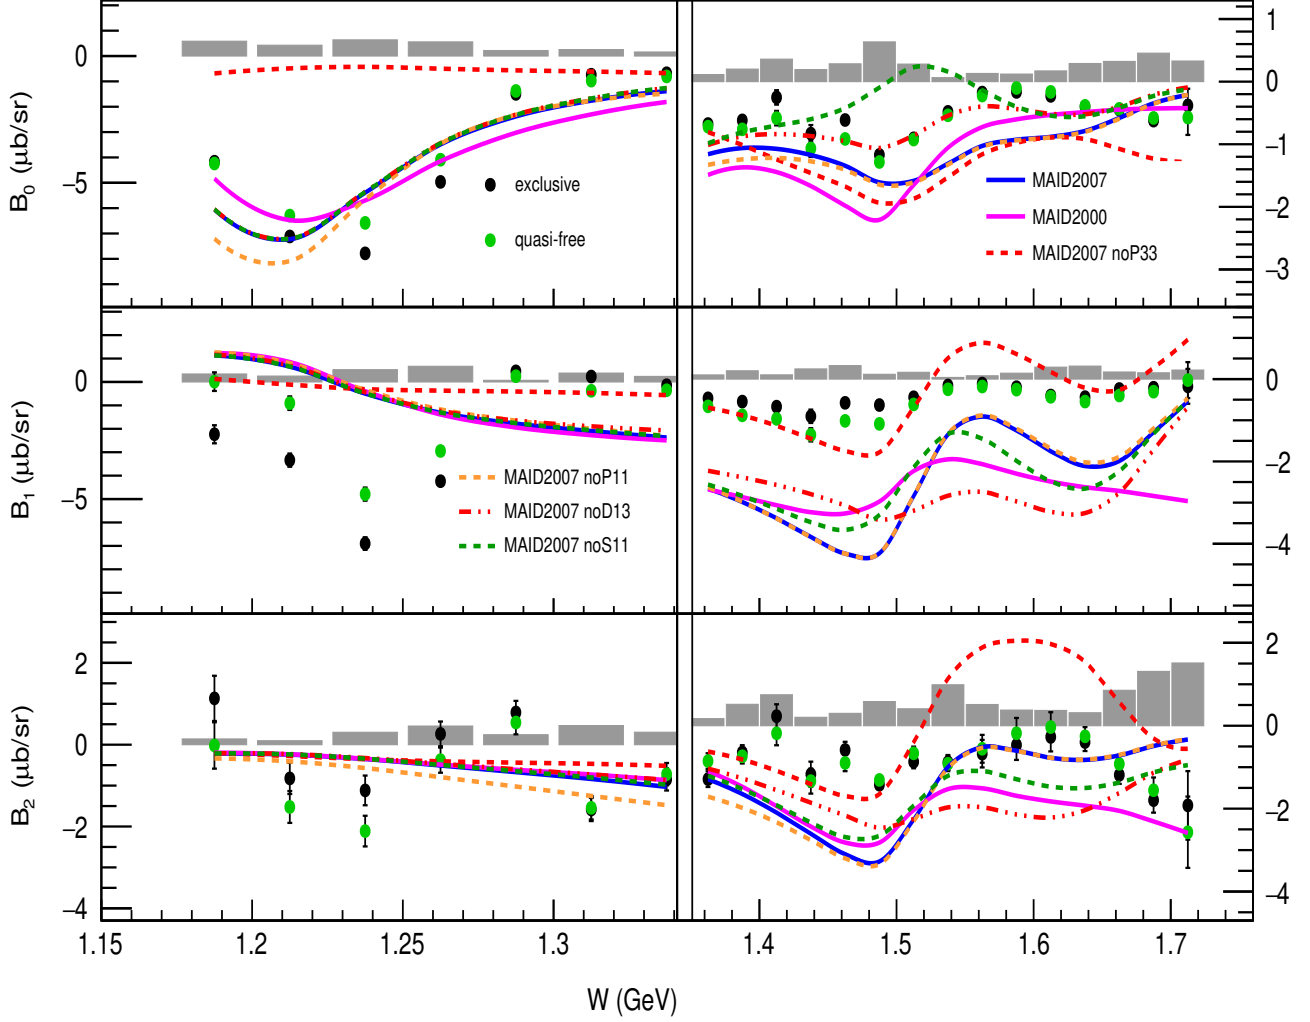 B0 (μb/sr)
0
−5
exclusive
quasi-free
1
0
−1
−2
−3
MAID2007
MAID2000
MAID2007 noP33
B1 (μb/sr)
0
−5
MAID2007 noP11
MAID2007 noD13
MAID2007 noS11
0
−2
−4
B2 (μb/sr)
2
0
−2
−4
2
0
−2
−4
1.15 1.2 1.25 1.3 1.4 1.5 1.6 1.7
W (GeV)